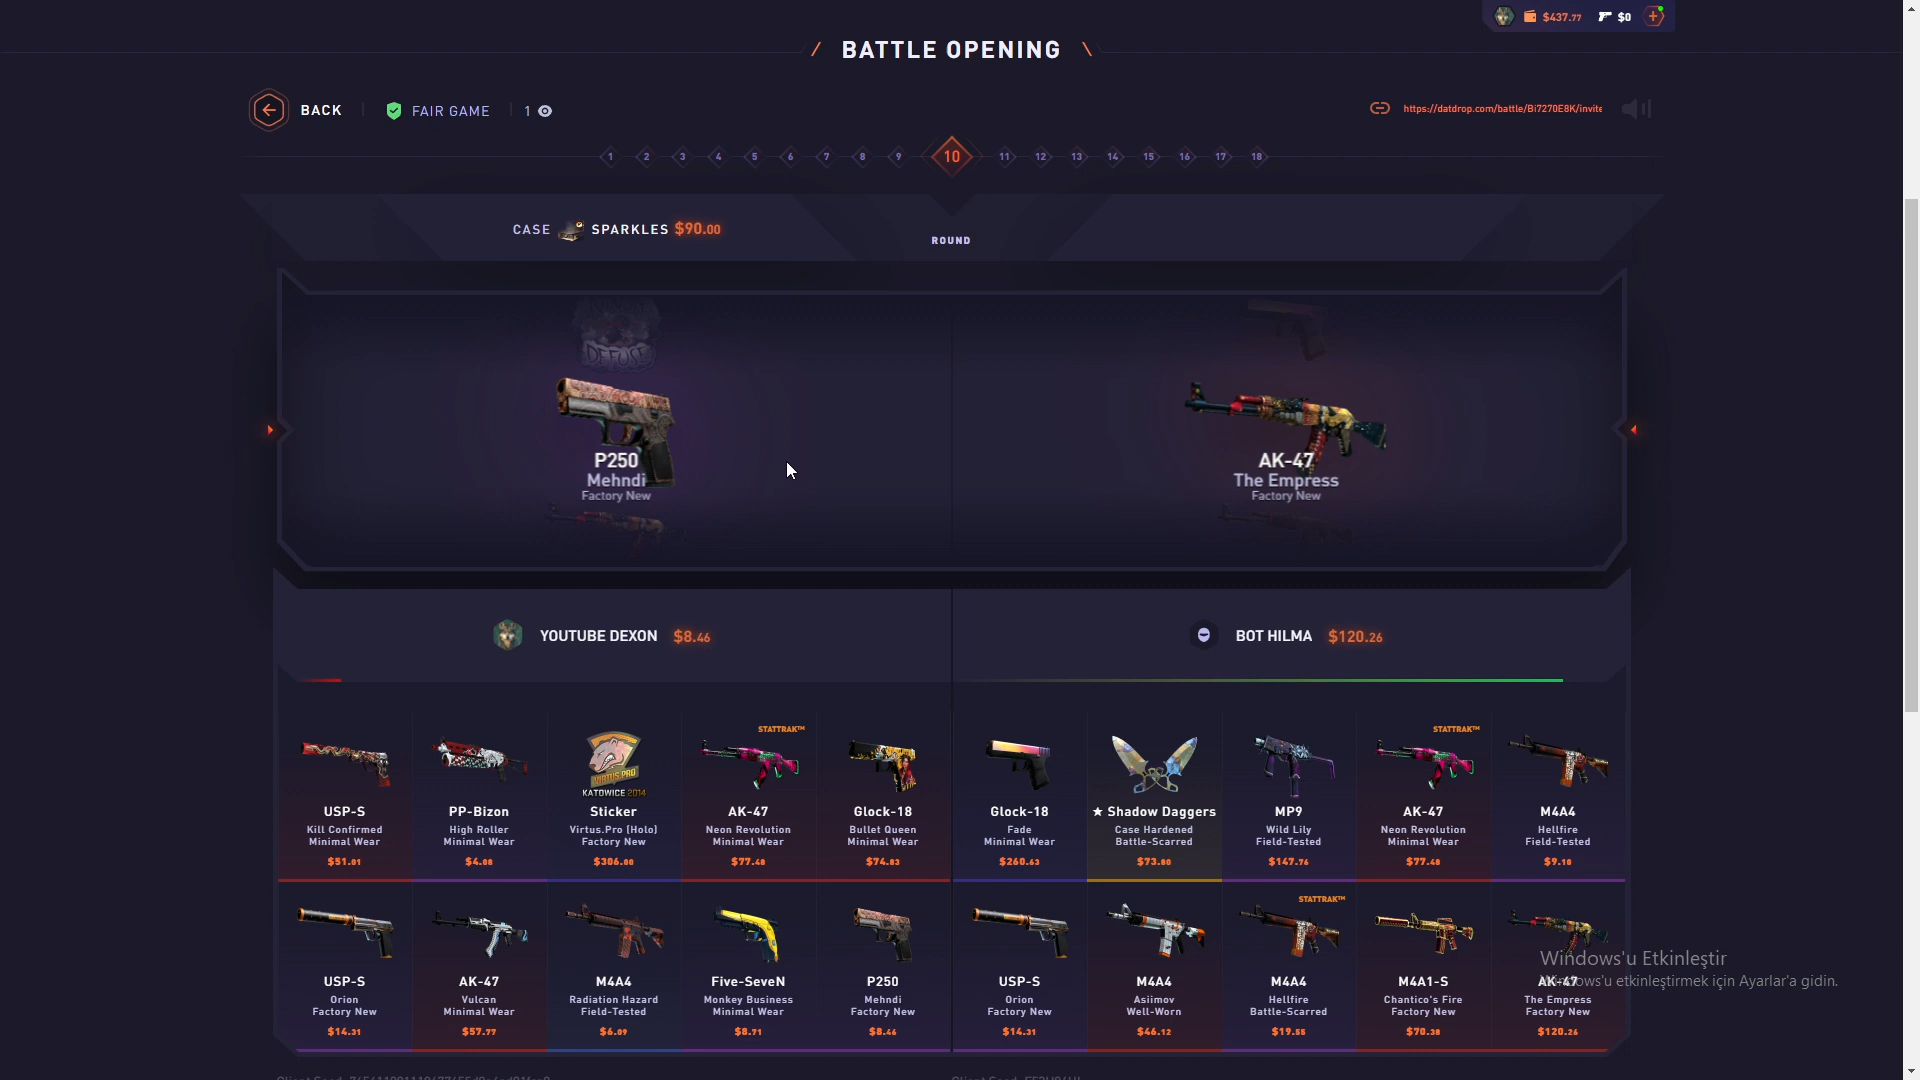 $437.77 $0
/ BATTLE OPENING \
BACK FAIR GAME 1
https://datdrop.com/battle/Bi7270E8K/invite
1 2 3 4 5 6 7 8 9 10 11 12 13 14 15 16 17 18
CASE SPARKLES $90.00
ROUND
DEFUSE
P250
Mehndi
Factory New
AK-47
The Empress
Factory New
YOUTUBE DEXON $8.46
BOT HILMA $120.26
USP-S
Kill Confirmed
Minimal Wear
$51.01
PP-Bizon
High Roller
Minimal Wear
$4.08
VIRTUS.PRO
KATOWICE 2014
Sticker
Virtus.Pro (Holo)
Factory New
$306.00
STATTRAK™
AK-47
Neon Revolution
Minimal Wear
$77.48
Glock-18
Bullet Queen
Minimal Wear
$74.83
Glock-18
Fade
Minimal Wear
$260.63
★ Shadow Daggers
Case Hardened
Battle-Scarred
$73.80
MP9
Wild Lily
Field-Tested
$147.76
STATTRAK™
AK-47
Neon Revolution
Minimal Wear
$77.48
M4A4
Hellfire
Field-Tested
$9.10
USP-S
Orion
Factory New
$14.31
AK-47
Vulcan
Minimal Wear
$57.77
M4A4
Radiation Hazard
Field-Tested
$6.09
Five-SeveN
Monkey Business
Minimal Wear
$8.71
P250
Mehndi
Factory New
$8.46
USP-S
Orion
Factory New
$14.31
M4A4
Asiimov
Well-Worn
$46.12
STATTRAK™
M4A4
Hellfire
Battle-Scarred
$19.55
M4A1-S
Chantico's Fire
Factory New
$70.38
AK-47
The Empress
Factory New
$120.26
Windows'u Etkinleştir
Windows'u etkinleştirmek için Ayarlar'a gidin.